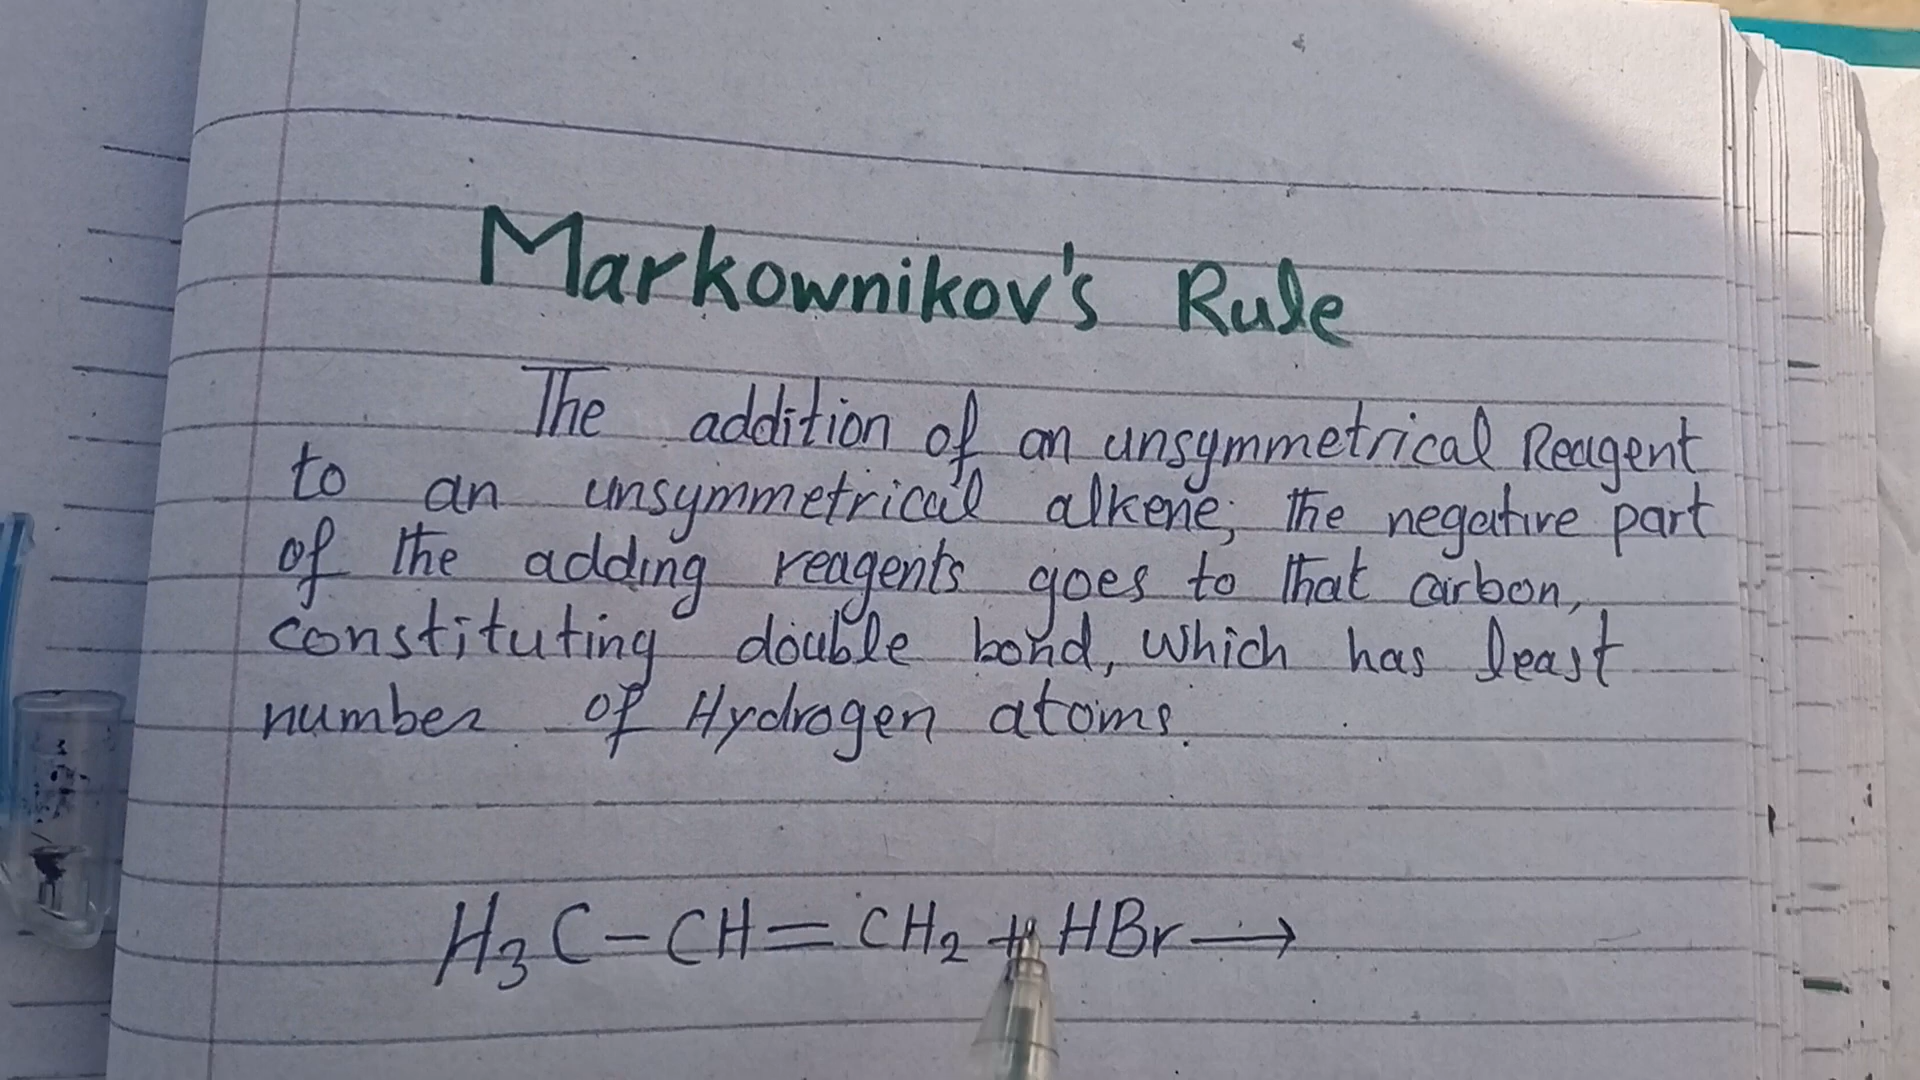 Markownikov's Rule
The addition of an unsymmetrical Reagent
to an unsymmetrical alkene; the negative part
of the adding reagents goes to that carbon,
constituting double bond, which has least
number of Hydrogen atoms.
H₃C-CH=CH₂ + HBr→